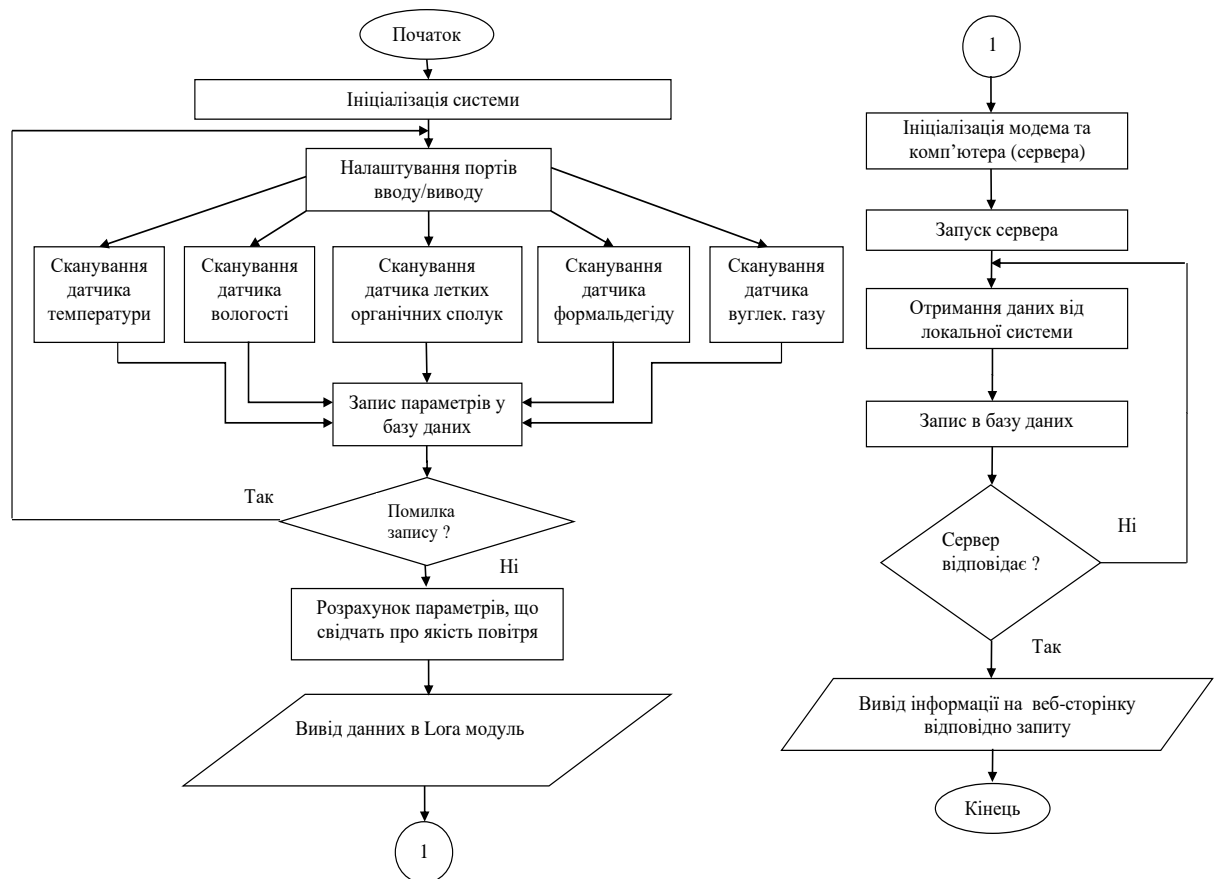 Початок
Ініціалізація системи
Налаштування портів
вводу/виводу
Сканування
датчика
температури
Сканування
датчика
вологості
Сканування
датчика летких
органічних сполук
Сканування
датчика
формальдегіду
Сканування
датчика
вуглек. газу
Запис параметрів у
базу даних
Так
Помилка
запису ?
Ні
Розрахунок параметрів, що
свідчать про якість повітря
Вивід данних в Lora модуль
1
1
Ініціалізація модема та
комп’ютера (сервера)
Запуск сервера
Отримання даних від
локальної системи
Запис в базу даних
Сервер
відповідає ?
Ні
Так
Вивід інформації на веб-сторінку
відповідно запиту
Кінець